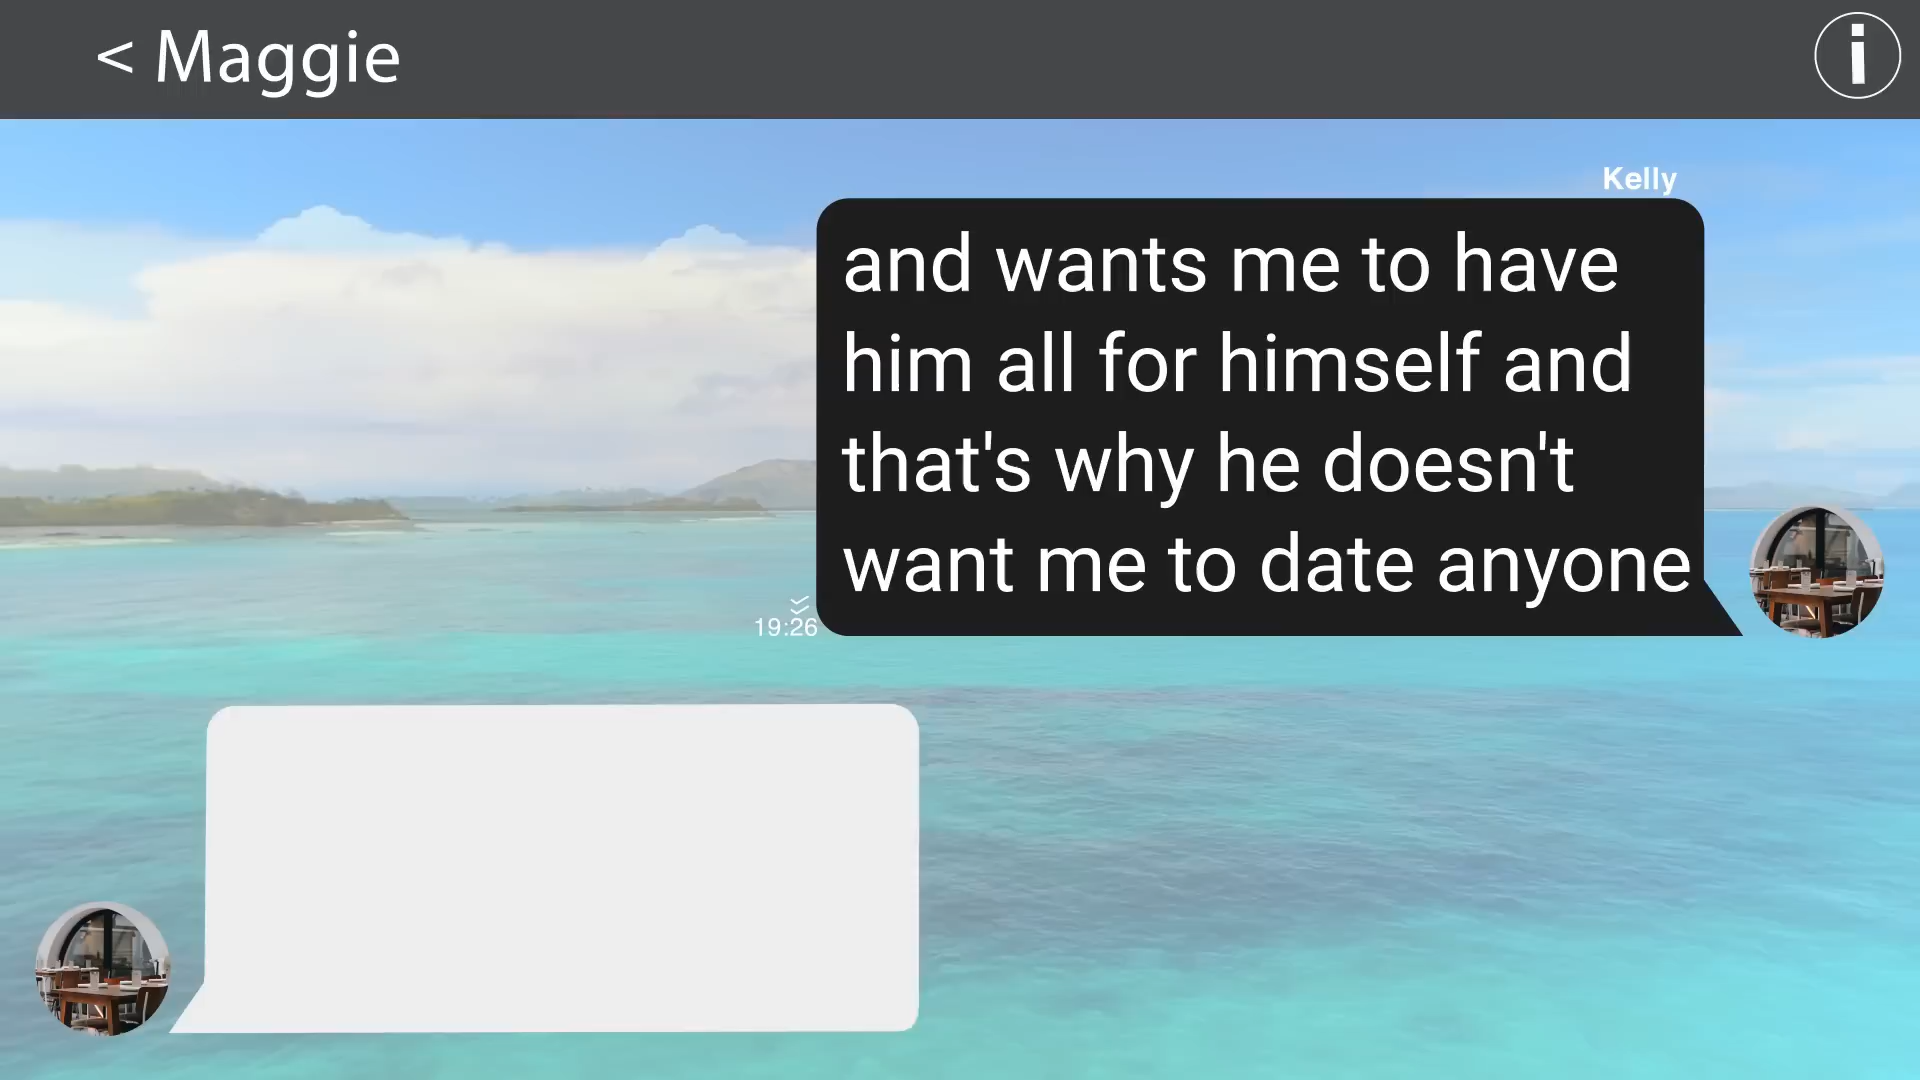 < Maggie
i
Kelly
and wants me to have
him all for himself and
that's why he doesn't
want me to date anyone
19:26